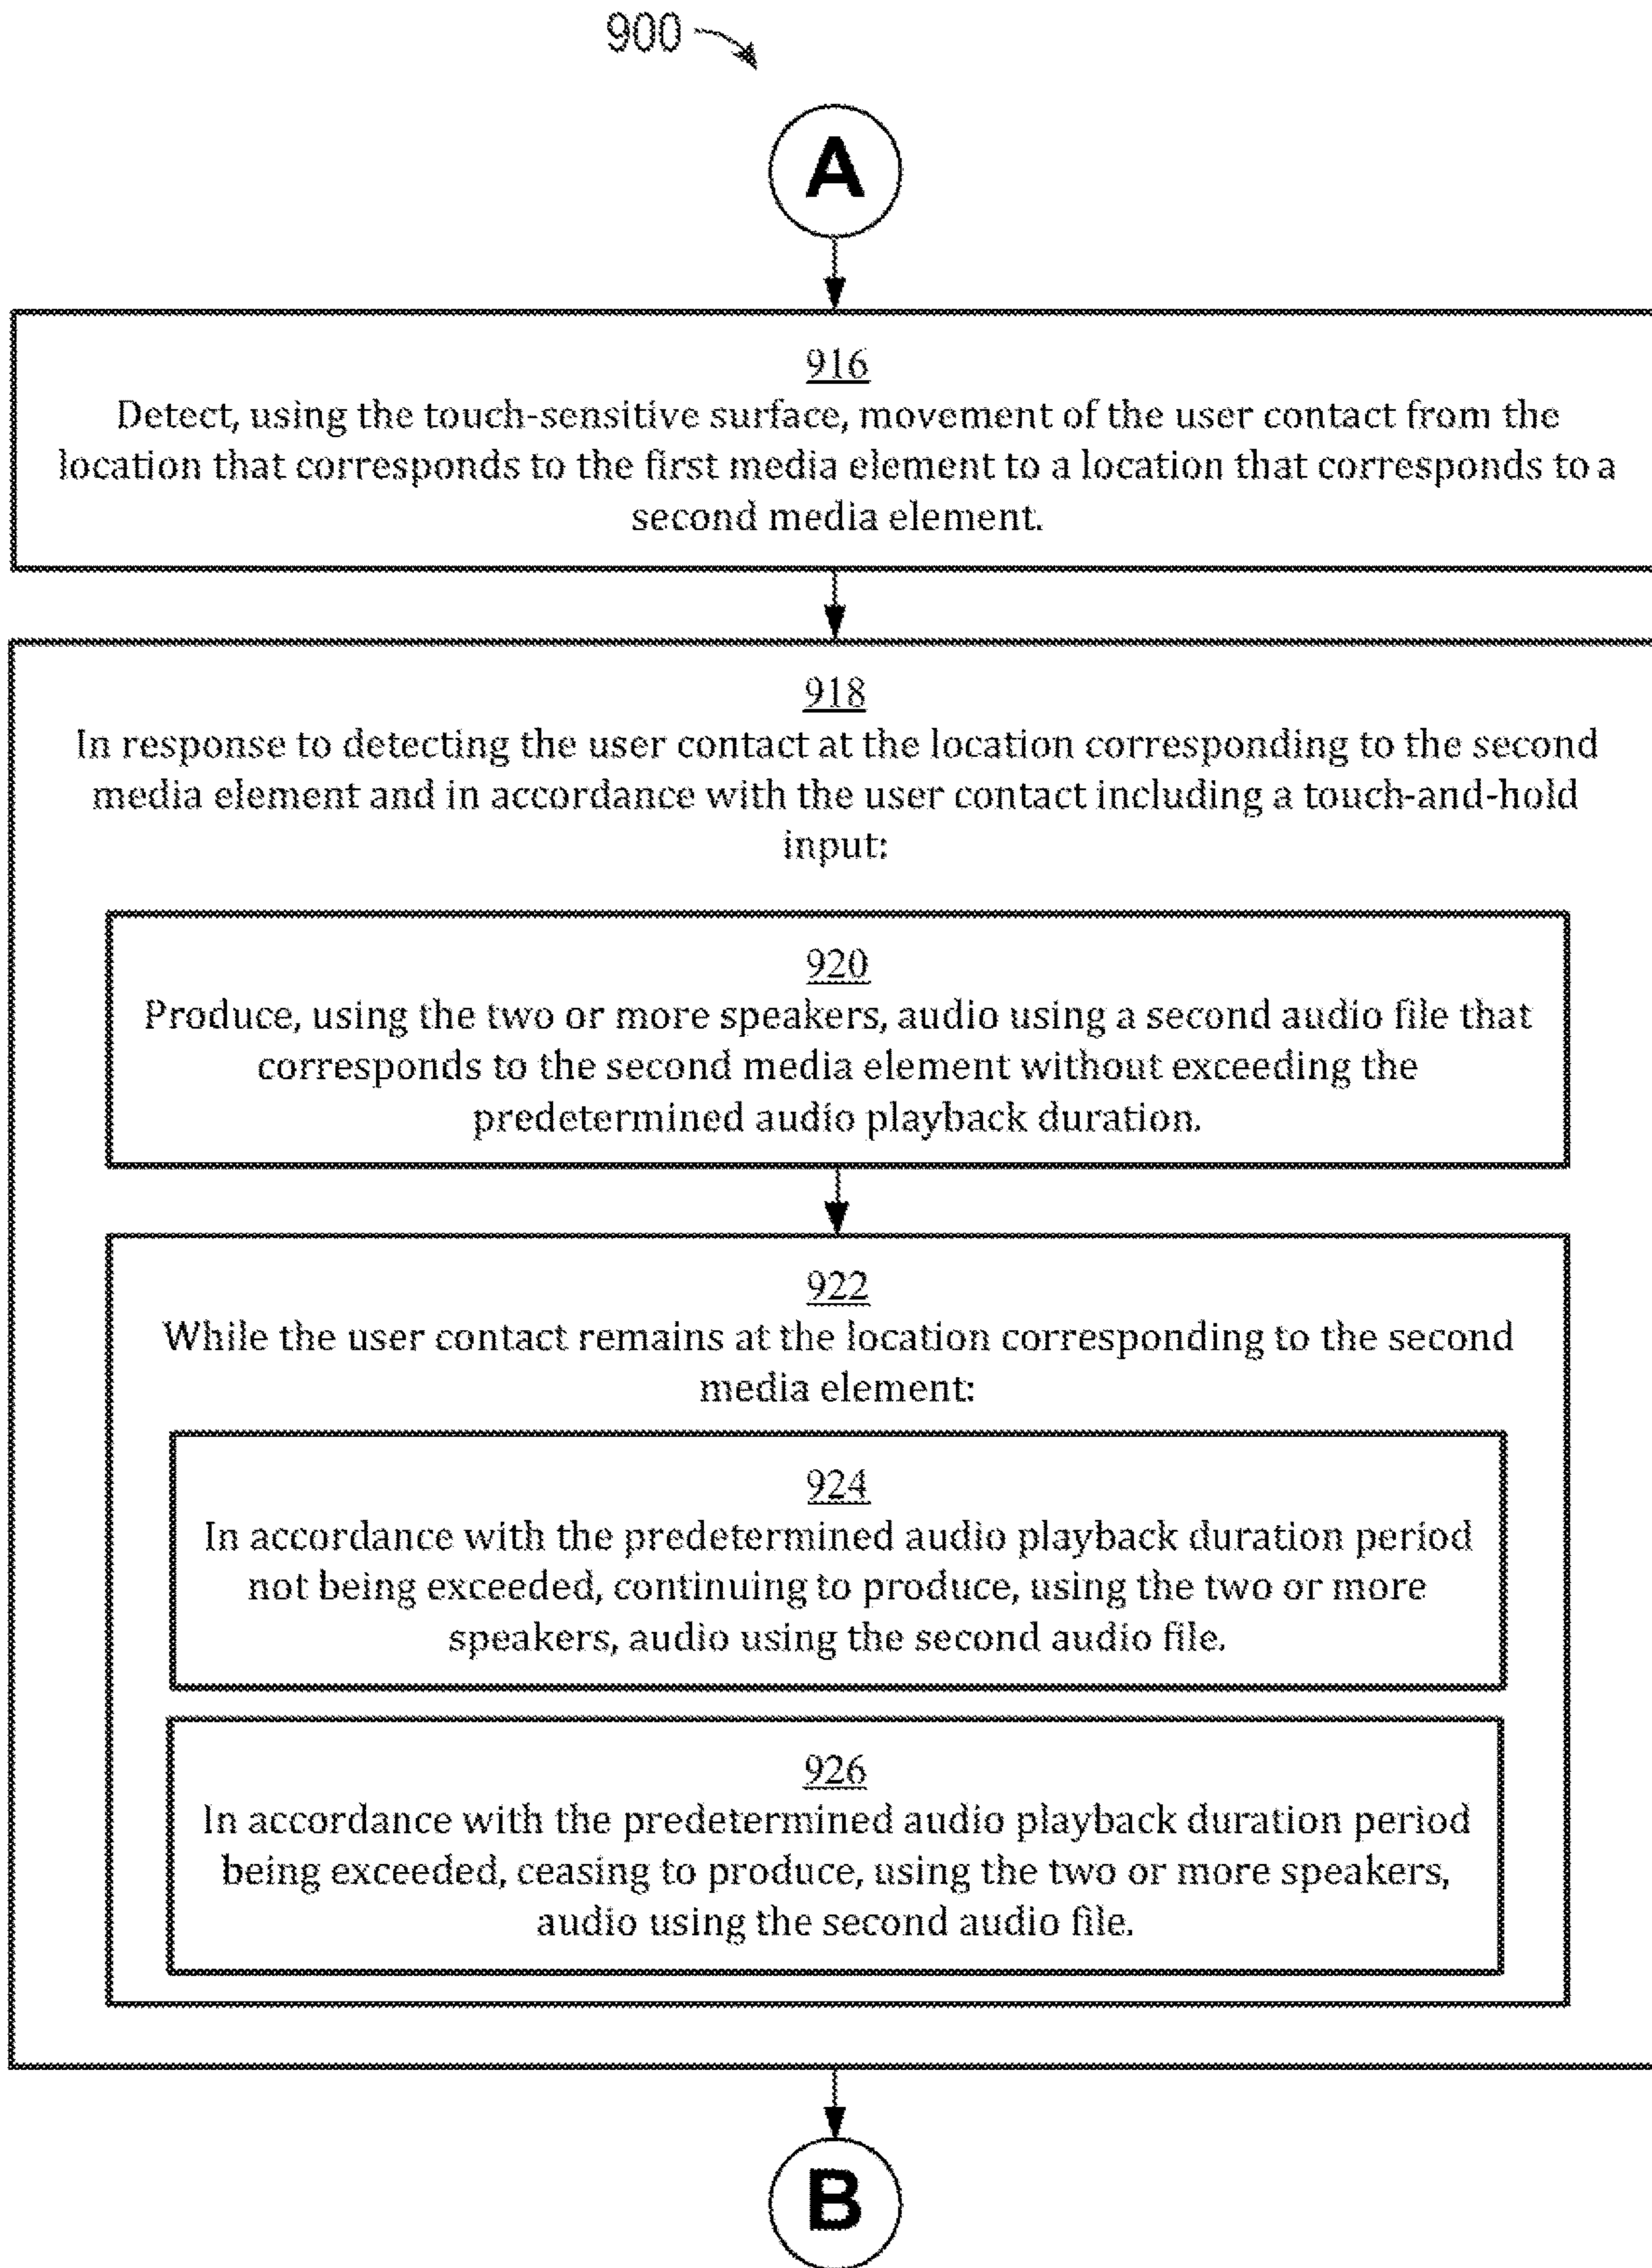 900
A
916
Detect, using the touch-sensitive surface, movement of the user contact from the
location that corresponds to the first media element to a location that corresponds to a
second media element.
918
In response to detecting the user contact at the location corresponding to the second
media element and in accordance with the user contact including a touch-and-hold
input:
920
Produce, using the two or more speakers, audio using a second audio file that
corresponds to the second media element without exceeding the
predetermined audio playback duration.
922
While the user contact remains at the location corresponding to the second
media element:
924
In accordance with the predetermined audio playback duration period
not being exceeded, continuing to produce, using the two or more
speakers, audio using the second audio file.
926
In accordance with the predetermined audio playback duration period
being exceeded, ceasing to produce, using the two or more speakers,
audio using the second audio file.
B